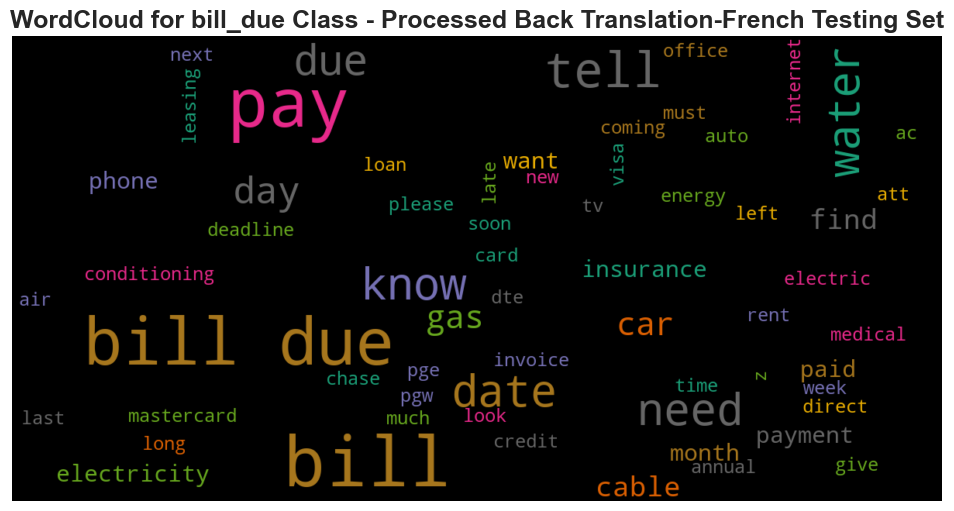 WordCloud for bill_due Class - Processed Back Translation-French Testing Set
next
due
tell
office
internet
water
leasing
pay
must
coming
auto
ac
loan
want
visa
phone
day
late
new
energy
att
please
tv
left
find
deadline
soon
card
conditioning
know
insurance
electric
air
dte
gas
car
rent
bill due
medical
invoice
chase
pge
date
time
z
paid
week
pgw
need
direct
last
mastercard
much
look
long
credit
payment
electricity
bill
month
annual
give
cable